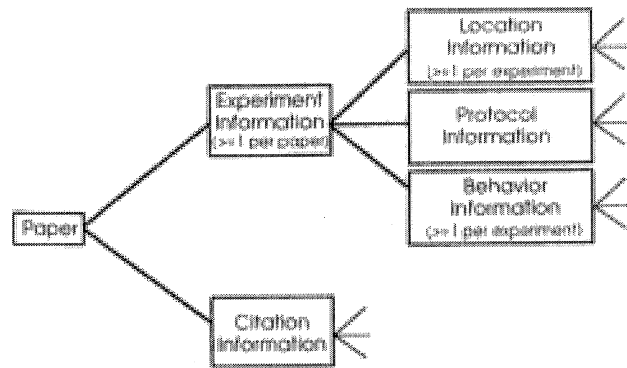 Location
Information
(>=1 per experiment)
Experiment
Information
(>=1 per paper)
Protocol
Information
Behavior
Information
(>=1 per experiment)
Paper
Citation
Information